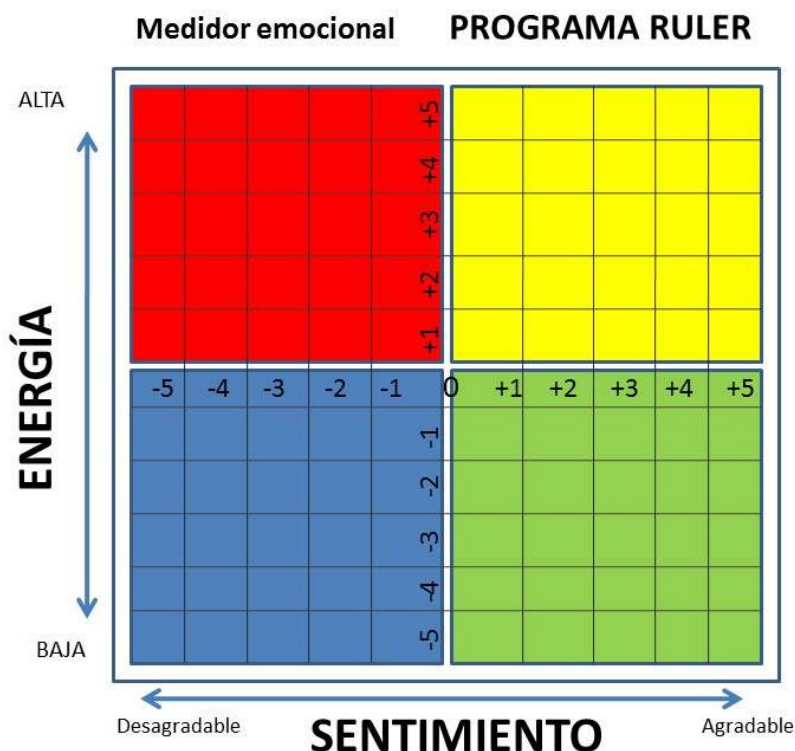 Medidor emocional PROGRAMA RULER
ALTA
+5
+4
+3
+2
+1
ENERGÍA
-5 -4 -3 -2 -1 0 +1 +2 +3 +4 +5
-1
-2
-3
-4
-5
BAJA
Desagradable SENTIMIENTO Agradable